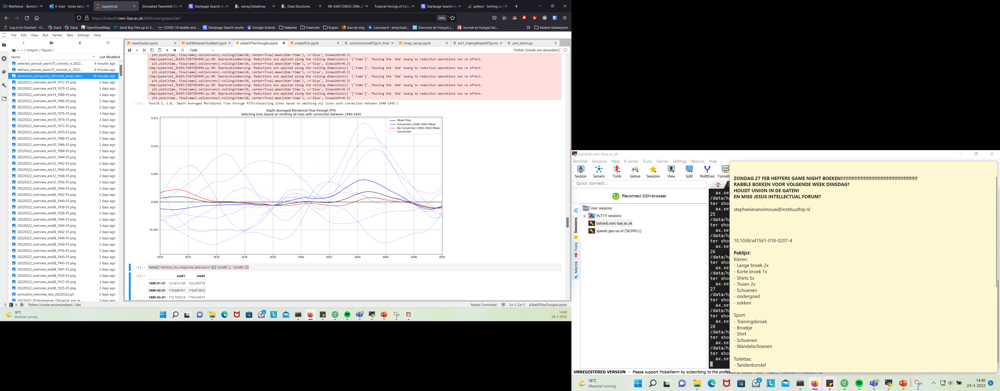 Mailfence - Berichte
E-mail - Joren Janzin
JupyterLab
Simulated Twentieth-Ce
Startpage Search re
xarray.DataArray
Data Structures
JW-JGRC130032 2906..2
Tropical forcing of Circu
Startpage Search re
python - Sorting col
https://bslws04.nerc-bas.ac.uk:8000/user/grejan/lab?
90%
Log in to Overleaf - O...
Slack
Slack
OpenStreetMap
Send Big Files up to 5...
COVID-19 deaths and ...
Startpage Search results
Google Scholar
Vakantie
Financiën
Kopen
Aan de slag
Larousse.fr : encyclopé...
Exercices de français (...
Journal en français fac...
Andere bladwijzers
File Edit View Run Kernel Tabs Settings Help
/ ··· / mitgcm / figures /
Name Last Modified
selected_periods_warm75_colored_in_2022... 6 minutes ago
defined_periods_warm75_colored_in_2022... 6 minutes ago
animation_composite_24month_mean_velo... 18 minutes ago
20220322_overview_ens19_1972-01.png 2 days ago
20220322_overview_ens19_1970-01.png 2 days ago
20220322_overview_ens19_1968-01.png 2 days ago
20220322_overview_ens19_1966-01.png 2 days ago
20220322_overview_ens19_1964-01.png 2 days ago
20220322_overview_ens10_1976-01.png 2 days ago
20220322_overview_ens10_1974-01.png 2 days ago
20220322_overview_ens10_1972-01.png 2 days ago
20220322_overview_ens10_1970-01.png 2 days ago
20220322_overview_ens10_1968-01.png 2 days ago
20220322_overview_ens10_1966-01.png 2 days ago
20220322_overview_ens10_1964-01.png 2 days ago
20220322_overview_ens12_1944-01.png 2 days ago
20220322_overview_ens12_1942-01.png 2 days ago
20220322_overview_ens12_1940-01.png 2 days ago
20220322_overview_ens12_1938-01.png 2 days ago
20220322_overview_ens12_1936-01.png 2 days ago
20220322_overview_ens06_1944-01.png 2 days ago
20220322_overview_ens06_1942-01.png 2 days ago
20220322_overview_ens06_1940-01.png 2 days ago
20220322_overview_ens06_1938-01.png 2 days ago
20220322_overview_ens06_1936-01.png 2 days ago
20220322_overview_ens08_1946-01.png 2 days ago
20220322_overview_ens08_1944-01.png 2 days ago
20220322_overview_ens08_1942-01.png 2 days ago
20220322_overview_ens08_1940-01.png 2 days ago
20220322_overview_ens08_1938-01.png 2 days ago
20220322_overview_ens08_1936-01.png 2 days ago
20220322_overview_ens08_1945-01.png 2 days ago
20220322_overview_ens08_1943-01.png 2 days ago
20220322_overview_ens08_1941-01.png 2 days ago
20220322_overview_ens08_1939-01.png 2 days ago
20220322_overview_ens08_1937-01.png 2 days ago
20220322_overview_ens08_1935-01.png 2 days ago
animation_overview_test_20220322.gif 2 days ago
20220321_PCAtimeseries_EXFuwind_ens_m... 3 days ago
caseStudies.ipynb
testWhateverYouWant.ipynb
aTaleOfTwoTroughs.ipynb
createPCA.ipynb
unixFunctionsMITgcm_final.
cmap_xarray.ipynb
bsl1_makingMapsMITgcmo
plot_latlon.py
Code
Python [conda env:amundsen]
plt.plot(time, flow[name].sel(ens=ens).rolling(time=24, center=True).mean(dim='time'), c='blue', linewidth=0.3)
/tmp/ipykernel_36103/3187103494.py:30: DeprecationWarning: Reductions are applied along the rolling dimension(s) '['time']'. Passing the 'dim' kwarg to reduction operations has no effect.
plt.plot(time, flow[name].sel(ens=ens).rolling(time=24, center=True).mean(dim='time'), c='blue', linewidth=0.3)
/tmp/ipykernel_36103/3187103494.py:30: DeprecationWarning: Reductions are applied along the rolling dimension(s) '['time']'. Passing the 'dim' kwarg to reduction operations has no effect.
plt.plot(time, flow[name].sel(ens=ens).rolling(time=24, center=True).mean(dim='time'), c='blue', linewidth=0.3)
/tmp/ipykernel_36103/3187103494.py:30: DeprecationWarning: Reductions are applied along the rolling dimension(s) '['time']'. Passing the 'dim' kwarg to reduction operations has no effect.
plt.plot(time, flow[name].sel(ens=ens).rolling(time=24, center=True).mean(dim='time'), c='blue', linewidth=0.3)
/tmp/ipykernel_36103/3187103494.py:30: DeprecationWarning: Reductions are applied along the rolling dimension(s) '['time']'. Passing the 'dim' kwarg to reduction operations has no effect.
plt.plot(time, flow[name].sel(ens=ens).rolling(time=24, center=True).mean(dim='time'), c='blue', linewidth=0.3)
/tmp/ipykernel_36103/3187103494.py:30: DeprecationWarning: Reductions are applied along the rolling dimension(s) '['time']'. Passing the 'dim' kwarg to reduction operations has no effect.
plt.plot(time, flow[name].sel(ens=ens).rolling(time=24, center=True).mean(dim='time'), c='blue', linewidth=0.3)
[155]: Text(0.5, 1.0, 'Depth Averaged Meridional Flow through PITE\nSelecting lines based on omitting all lines with convection between 1940-1945')
Depth Averaged Meridional Flow through PITE
Selecting lines based on omitting all lines with convection between 1940-1945
0.015
0.010
0.005
0.000
−0.005
Mean Flow
Convection (1940-1945) Mean
No Convection (1940-1945) Mean
Convection
1930 1932 1934 1936 1938 1940 1942 1944 1946 1948 1950
[86]: total['dotson_to_cosgrove_massloss'][['ens01', 'ens02']]
[86]: ens01 ens02
1890-01-01 121.612136 123.205775
1890-02-01 178.888761 178.873602
1890-03-01 173.753214 174.514517
0 6 Python [conda env:amundsen] | Idle
Mode: Command Ln 1, Col 1 aTaleOfTwoTroughs.ipynb
18°C
Meestal zonnig
14:40
24-3-2022
bslcenb.nerc-bas.ac.uk
Terminal Sessions View X server Tools Games Settings Macros Help
Session Servers Tools Games Sessions View Split MultiExec Tunneli
Quick connect...
Reconnect SSH-browser
User sessions
PuTTY sessions
bslcenb.nerc-bas.ac.uk
speedy.geo.uu.nl (5634911)
Sessions
Tools
Macros
ax.se
/data/h
ter sho
ax.se
25
/data/h
ter sho
ax.se
/data/h
ter sho
ax.se
26
/data/h
ter sho
ax.se
/data/h
ter sho
ax.se
27
/data/h
ter sho
ax.se
/data/h
ter sho
ax.se
28
/data/h
ter sho
ax.se
/data/h
ter sho
ax.se
ZONDAG 27 FEB HEFFERS GAME NIGHT BOEKEN!!!!!!!!!!!!!!!!!!!!!!!!!!!!!!!!!!!!!!!!!!!!!!!!
RABBLE BOEKEN VOOR VOLGENDE WEEK DINSDAG?
HOUDT UNION IN DE GATEN!
EN MISS JESUS INTELLECTUAL FORUM?
stephanievanoirsouw@instituuthip.nl
10.1038/s41561-018-0207-4
Paklijst:
Kleren:
- Lange broek 2x
- Korte broek 1x
- Shirts 5x
- Truien 2x
- Schoenen
- ondergoed
- sokken
Sport:
- Trainingsbroek
- Broekje
- Shirt
- Schoenen
- Wandelschoenen
Toilettas:
- Tandenborstel
UNREGISTERED VERSION - Please support MobaXterm by subscribing to the professional edition here: https://mobaxterm.mobatek.net
18°C
Meestal zonnig
14:40
24-3-2022
6